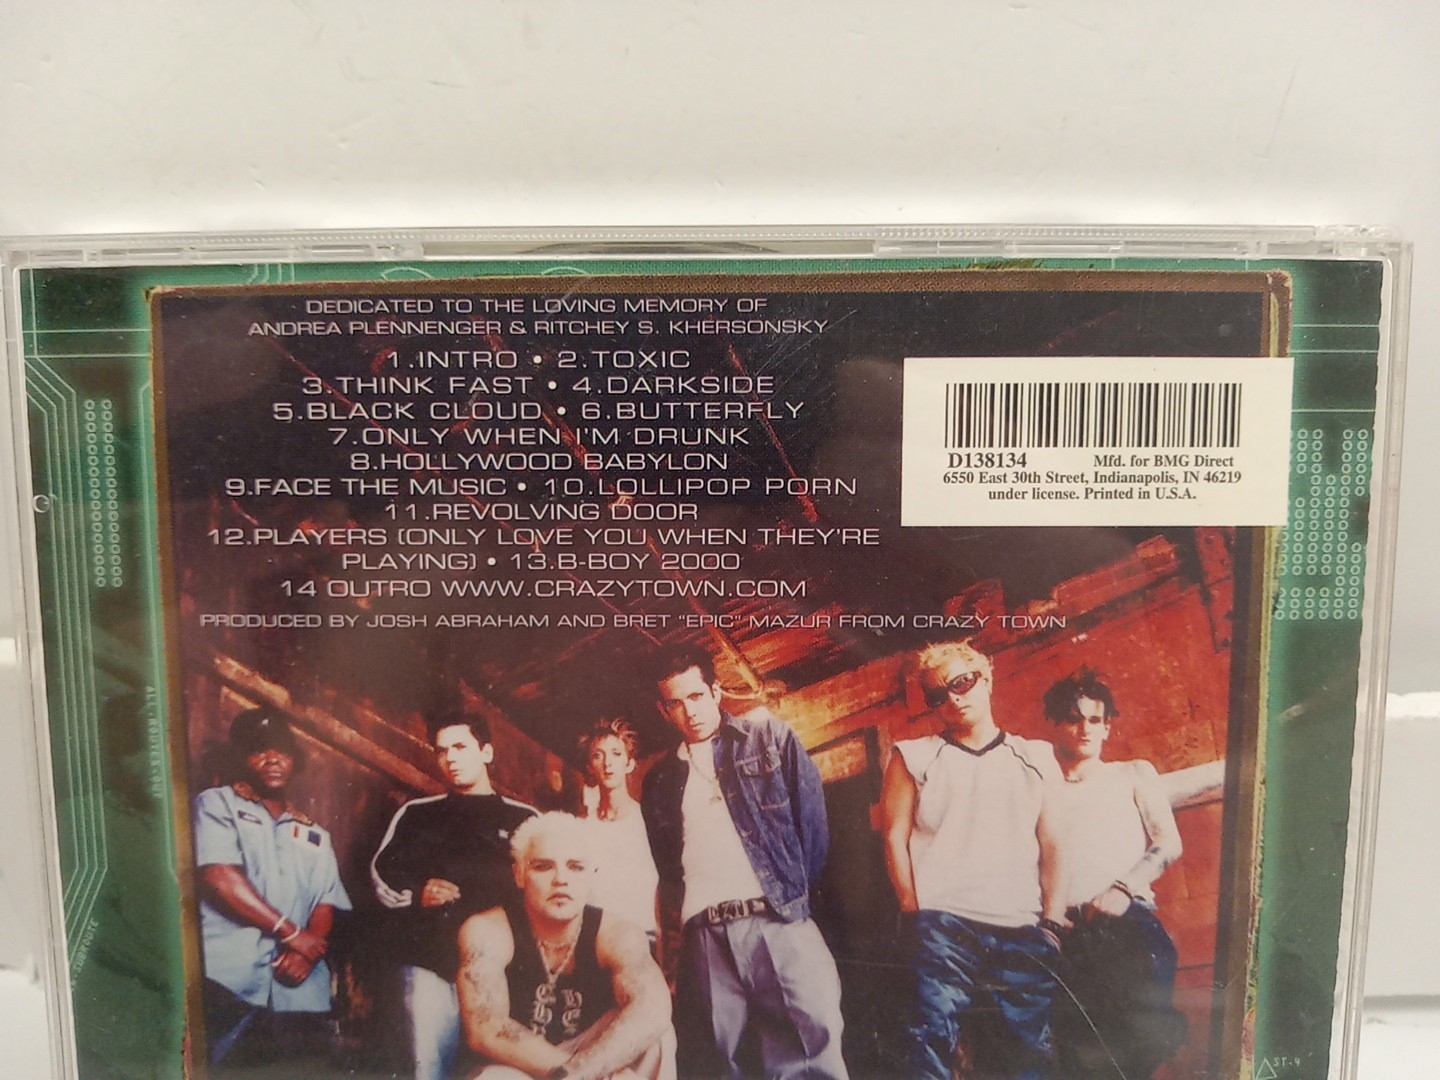 DEDICATED TO THE LOVING MEMORY OF
ANDREA PLENNENGER & RITCHEY S. KHERSONSKY
1.INTRO • 2.TOXIC
3.THINK FAST • 4.DARKSIDE
5.BLACK CLOUD • 6.BUTTERFLY
7.ONLY WHEN I'M DRUNK
8.HOLLYWOOD BABYLON
9.FACE THE MUSIC • 10.LOLLIPOP PORN
11.REVOLVING DOOR
12.PLAYERS (ONLY LOVE YOU WHEN THEY'RE
PLAYING) • 13.B-BOY 2000
14 OUTRO WWW.CRAZYTOWN.COM
PRODUCED BY JOSH ABRAHAM AND BRET "EPIC" MAZUR FROM CRAZY TOWN
D138134 Mfd. for BMG Direct
6550 East 30th Street, Indianapolis, IN 46219
under license. Printed in U.S.A.
ST-4